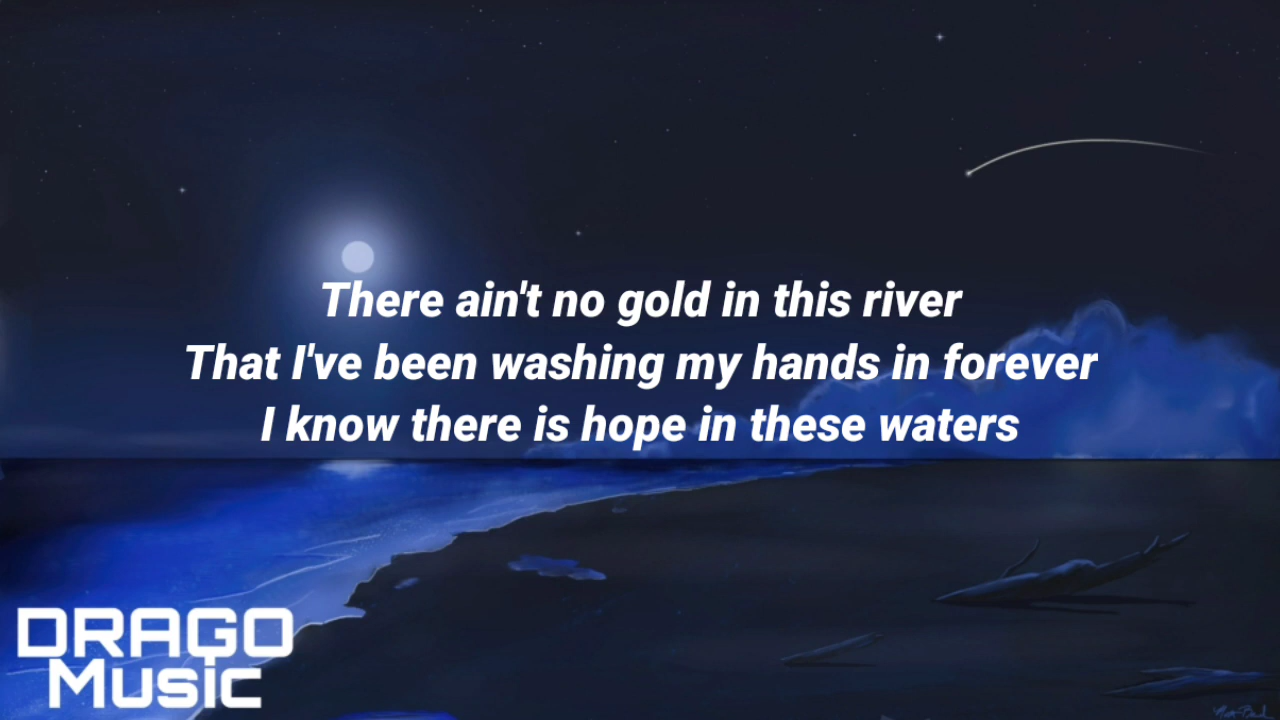 There ain't no gold in this river
That I've been washing my hands in forever
I know there is hope in these waters
DRAGO
MUSIC